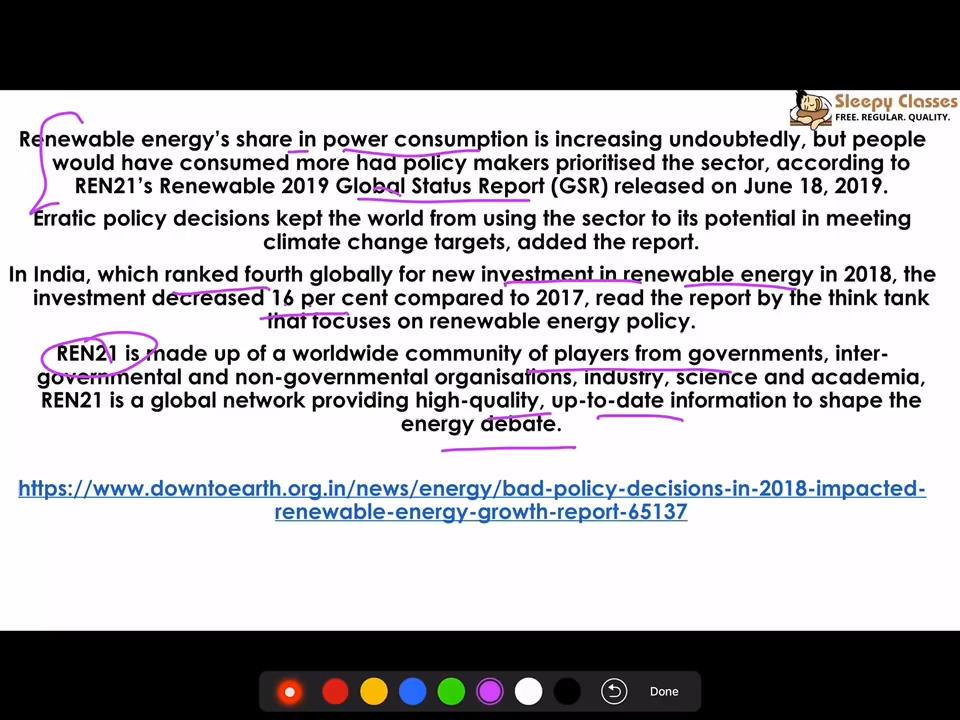 Sleepy Classes
FREE. REGULAR. QUALITY.
Renewable energy's share in power consumption is increasing undoubtedly, but people
would have consumed more had policy makers prioritised the sector, according to
REN21's Renewable 2019 Global Status Report (GSR) released on June 18, 2019.
Erratic policy decisions kept the world from using the sector to its potential in meeting
climate change targets, added the report.
In India, which ranked fourth globally for new investment in renewable energy in 2018, the
investment decreased 16 per cent compared to 2017, read the report by the think tank
that focuses on renewable energy policy.
REN21 is made up of a worldwide community of players from governments, inter-
governmental and non-governmental organisations, industry, science and academia,
REN21 is a global network providing high-quality, up-to-date information to shape the
energy debate.
https://www.downtoearth.org.in/news/energy/bad-policy-decisions-in-2018-impacted-
renewable-energy-growth-report-65137
Done